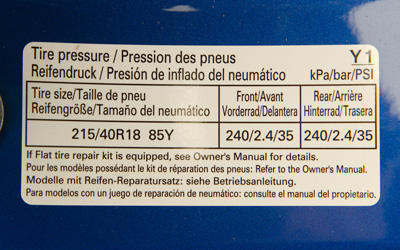 Tire pressure / Pression des pneus Y1
Reifendruck / Presión de inflado del neumático kPa/bar/PSI
Tire size/Taille de pneu Front/Avant Rear/Arrière
Reifengröße/Tamaño del neumático Vorderrad/Delantera Hinterrad/Trasera
215/40R18 85Y 240/2.4/35 240/2.4/35
If Flat tire repair kit is equipped, see Owner's Manual for details.
Pour les modèles possédant le kit de réparation des pneus: Refer to the Owner's Manual.
Modelle mit Reifen-Reparatursatz: siehe Betriebsanleitung.
Para modelos con un juego de reparación de neumático: consulte el manual del propietario.